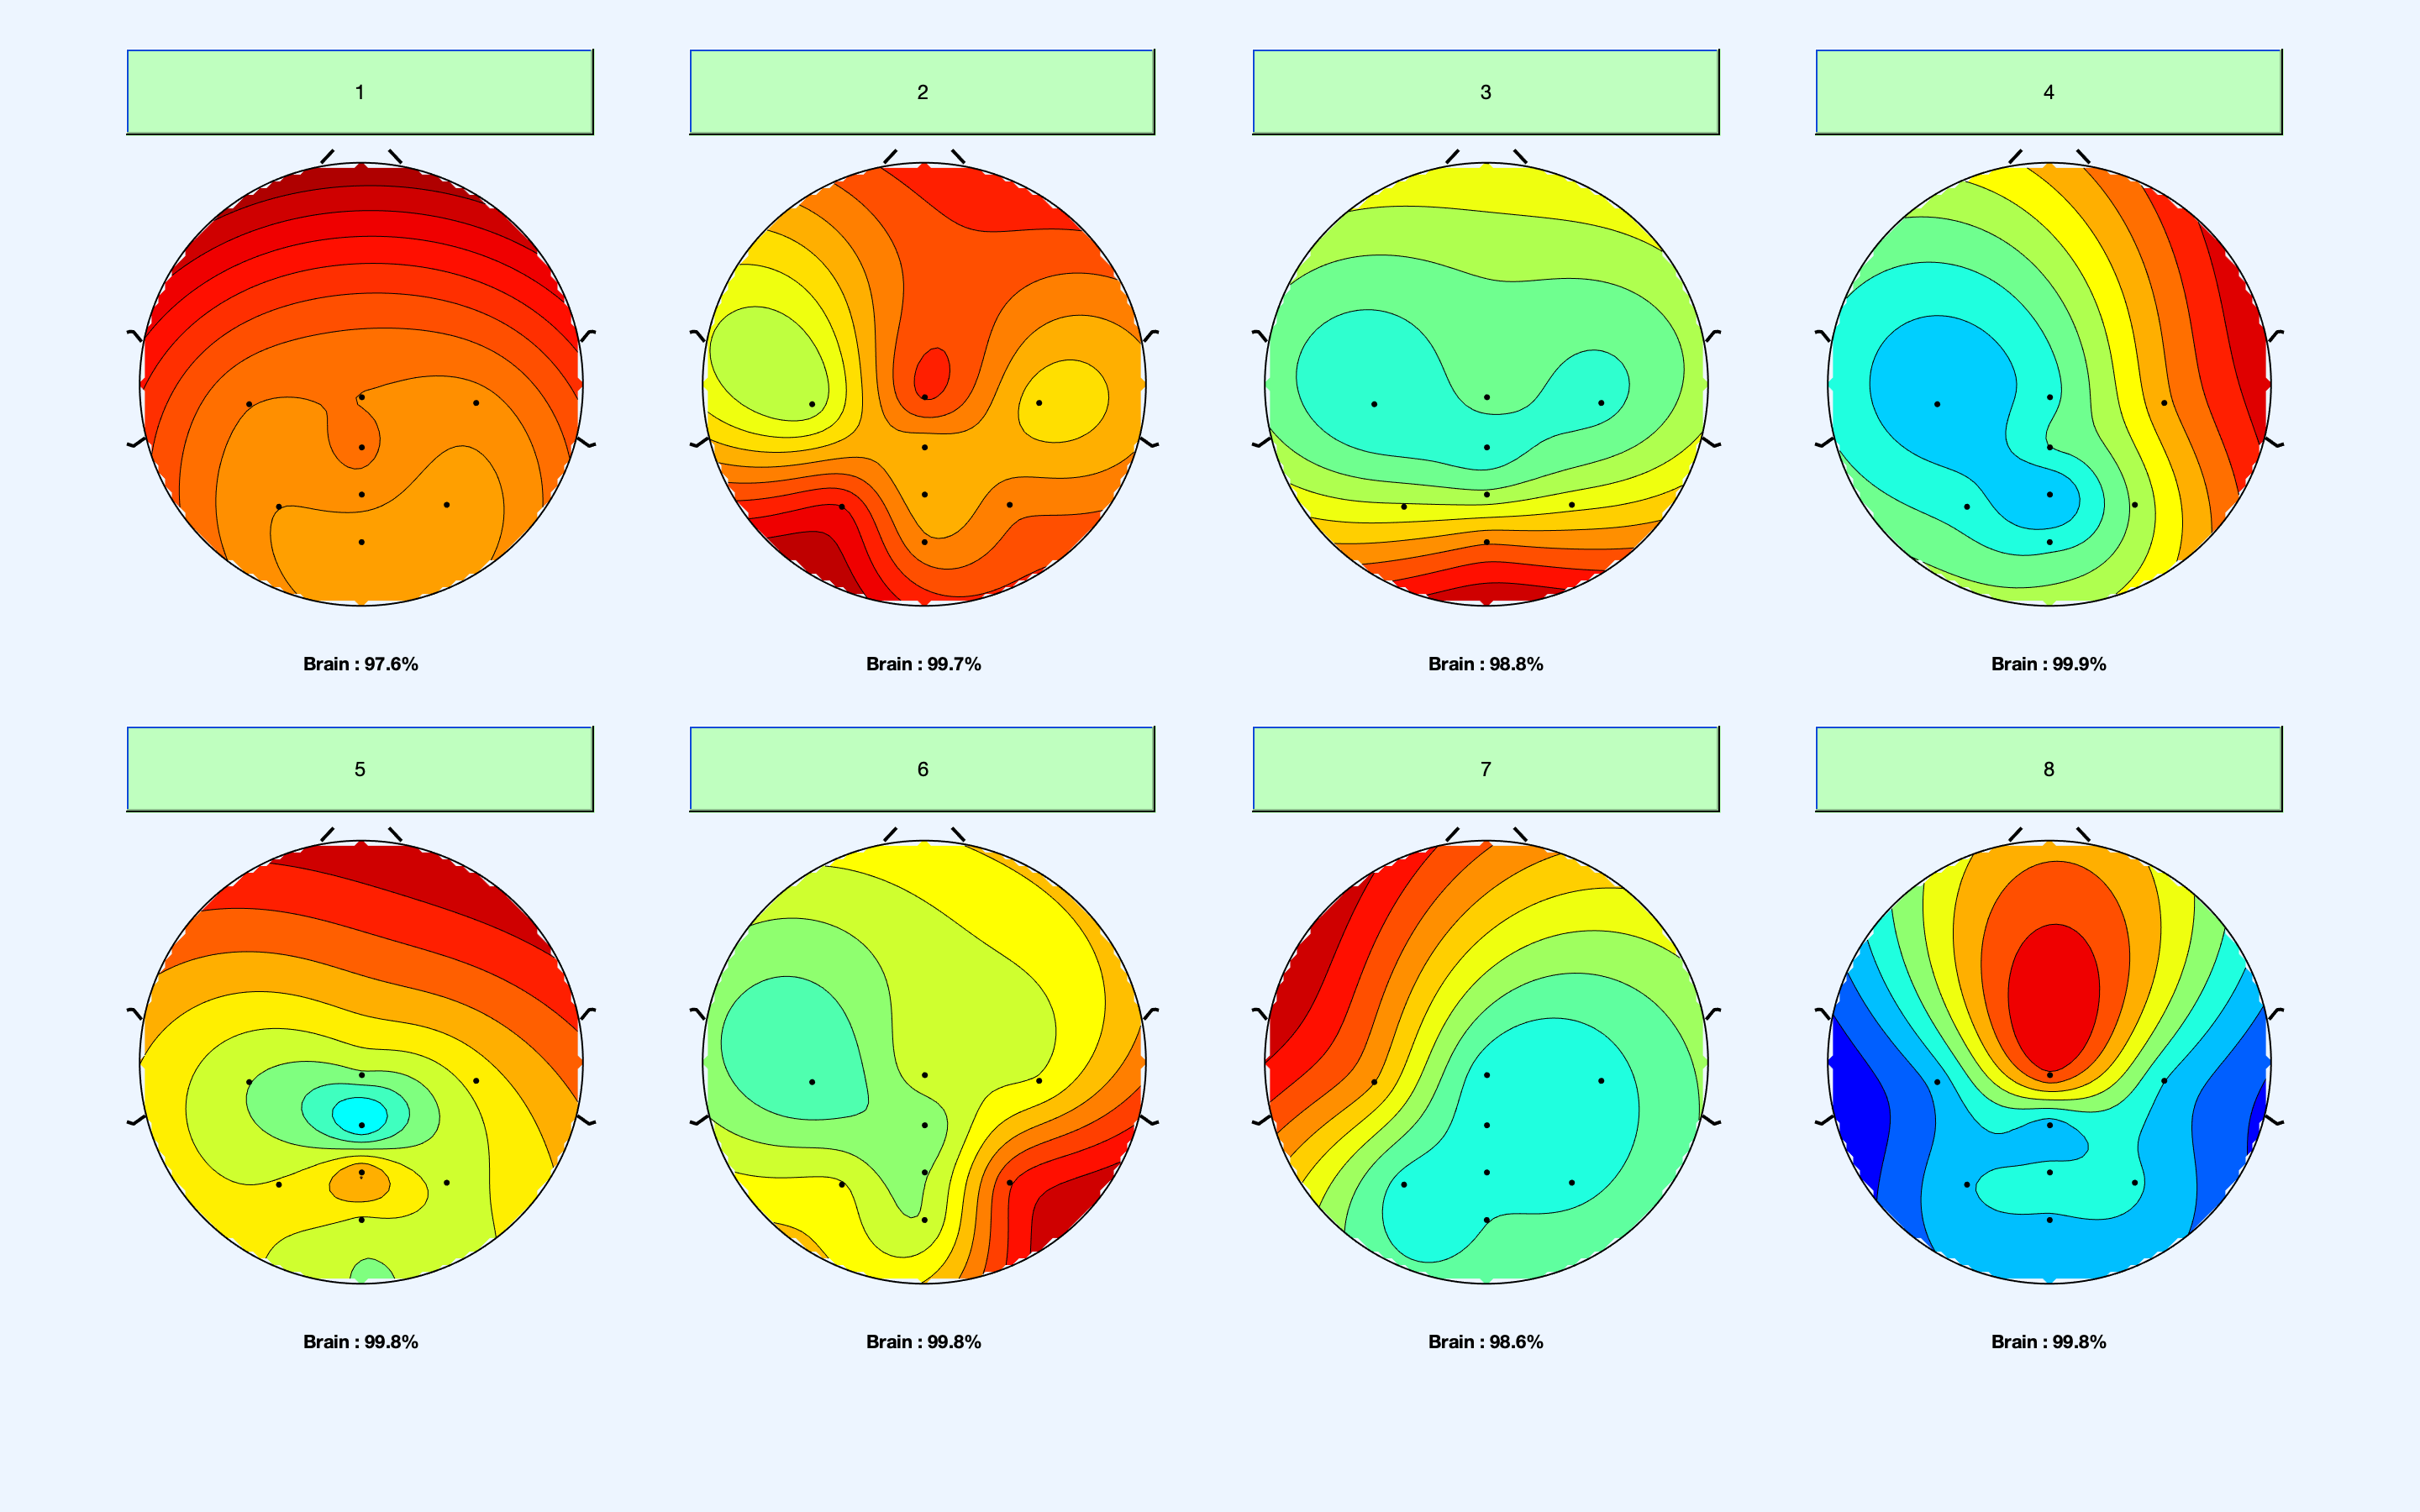 1
2
3
4
Brain : 97.6%
Brain : 99.7%
Brain : 98.8%
Brain : 99.9%
5
6
7
8
Brain : 99.8%
Brain : 99.8%
Brain : 98.6%
Brain : 99.8%